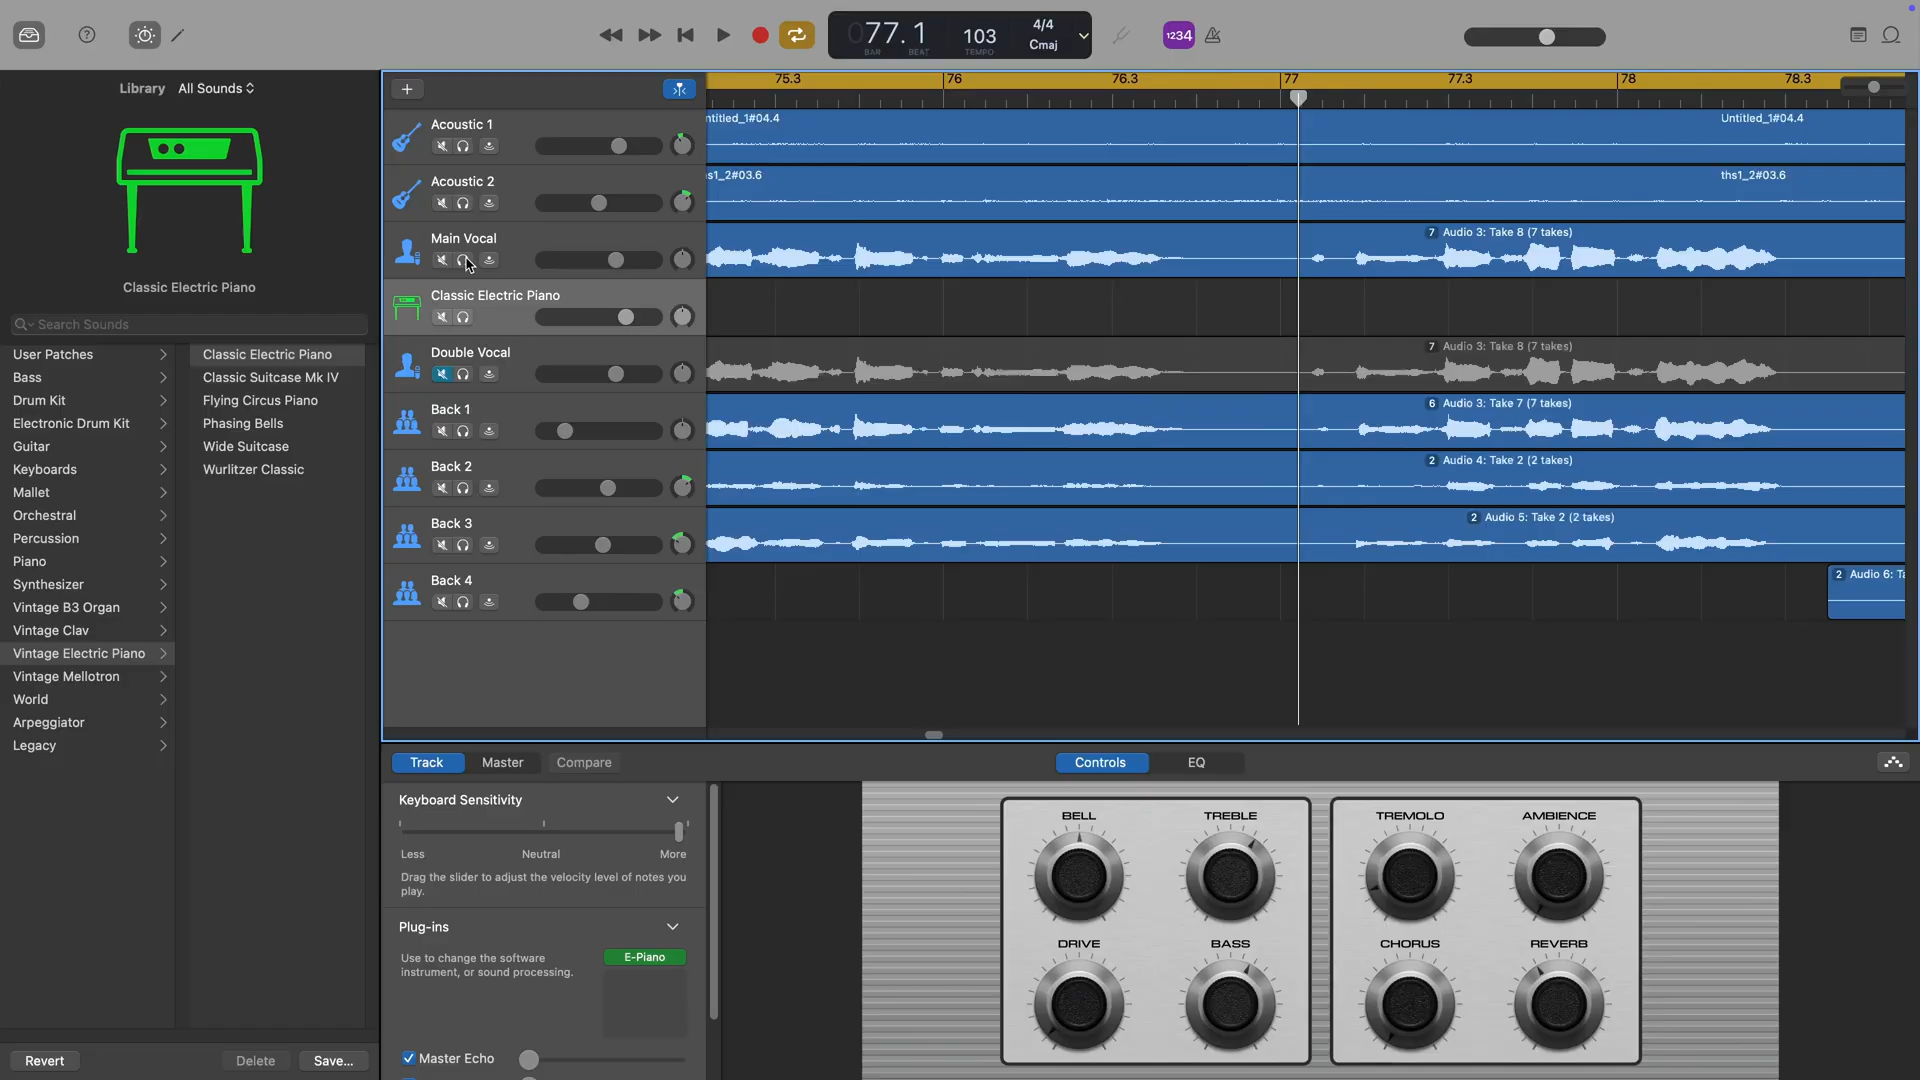 077.1
BAR
BEAT
103
TEMPO
4/4
Cmaj
1234
Library
All Sounds
Classic Electric Piano
Search Sounds
User Patches
Bass
Drum Kit
Electronic Drum Kit
Guitar
Keyboards
Mallet
Orchestral
Percussion
Piano
Synthesizer
Vintage B3 Organ
Vintage Clav
Vintage Electric Piano
Vintage Mellotron
World
Arpeggiator
Legacy
Classic Electric Piano
Classic Suitcase Mk IV
Flying Circus Piano
Phasing Bells
Wide Suitcase
Wurlitzer Classic
Revert
Delete
Save...
75.3
76
76.3
77
77.3
78
78.3
Acoustic 1
ntitled_1#04.4
Untitled_1#04.4
Acoustic 2
s1_2#03.6
ths1_2#03.6
Main Vocal
7 Audio 3: Take 8 (7 takes)
Classic Electric Piano
Double Vocal
7 Audio 3: Take 8 (7 takes)
Back 1
6 Audio 3: Take 7 (7 takes)
Back 2
2 Audio 4: Take 2 (2 takes)
Back 3
2 Audio 5: Take 2 (2 takes)
Back 4
2 Audio 6: Ta
Track
Master
Compare
Controls
EQ
Keyboard Sensitivity
Less
Neutral
More
Drag the slider to adjust the velocity level of notes you
play.
Plug-ins
Use to change the software
instrument, or sound processing.
E-Piano
Master Echo
BELL
TREBLE
TREMOLO
AMBIENCE
DRIVE
BASS
CHORUS
REVERB